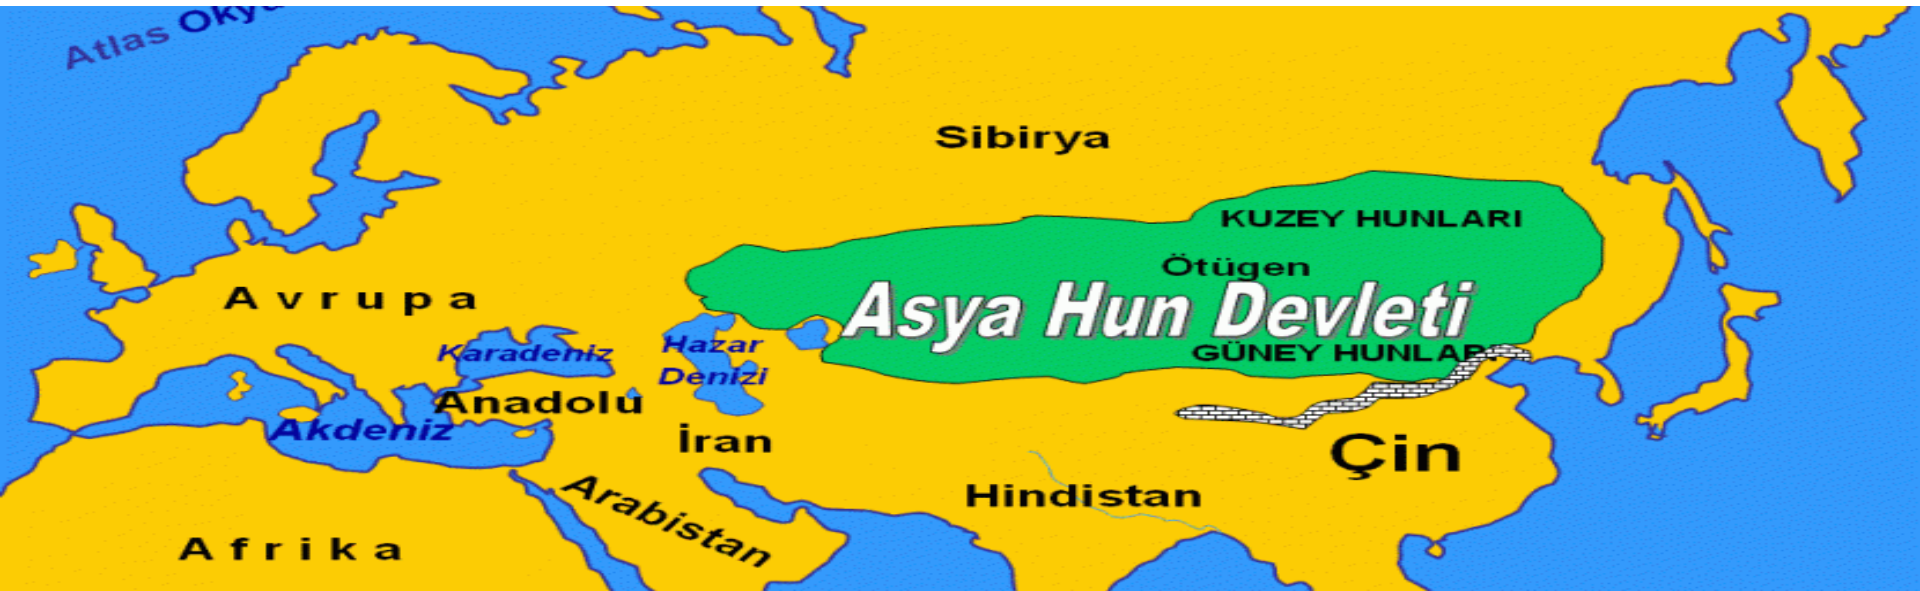 Atlas
Sibirya
KUZEY HUNLARI
Ötügen
Asya Hun Devleti
GÜNEY HUNLARI
Avrupa
Karadeniz
Hazar
Denizi
Anadolu
Akdeniz
İran
Çin
Hindistan
Arabistan
Afrika